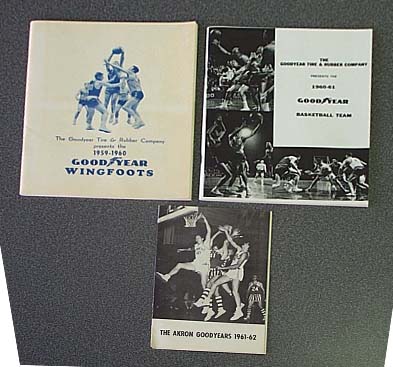 The Goodyear Tire & Rubber Company
presents the
1959-1960
GOODYEAR
WINGFOOTS
THE
GOODYEAR TIRE & RUBBER COMPANY
PRESENTS THE
1960-61
GOODYEAR
BASKETBALL TEAM
24
THE AKRON GOODYEARS 1961-62